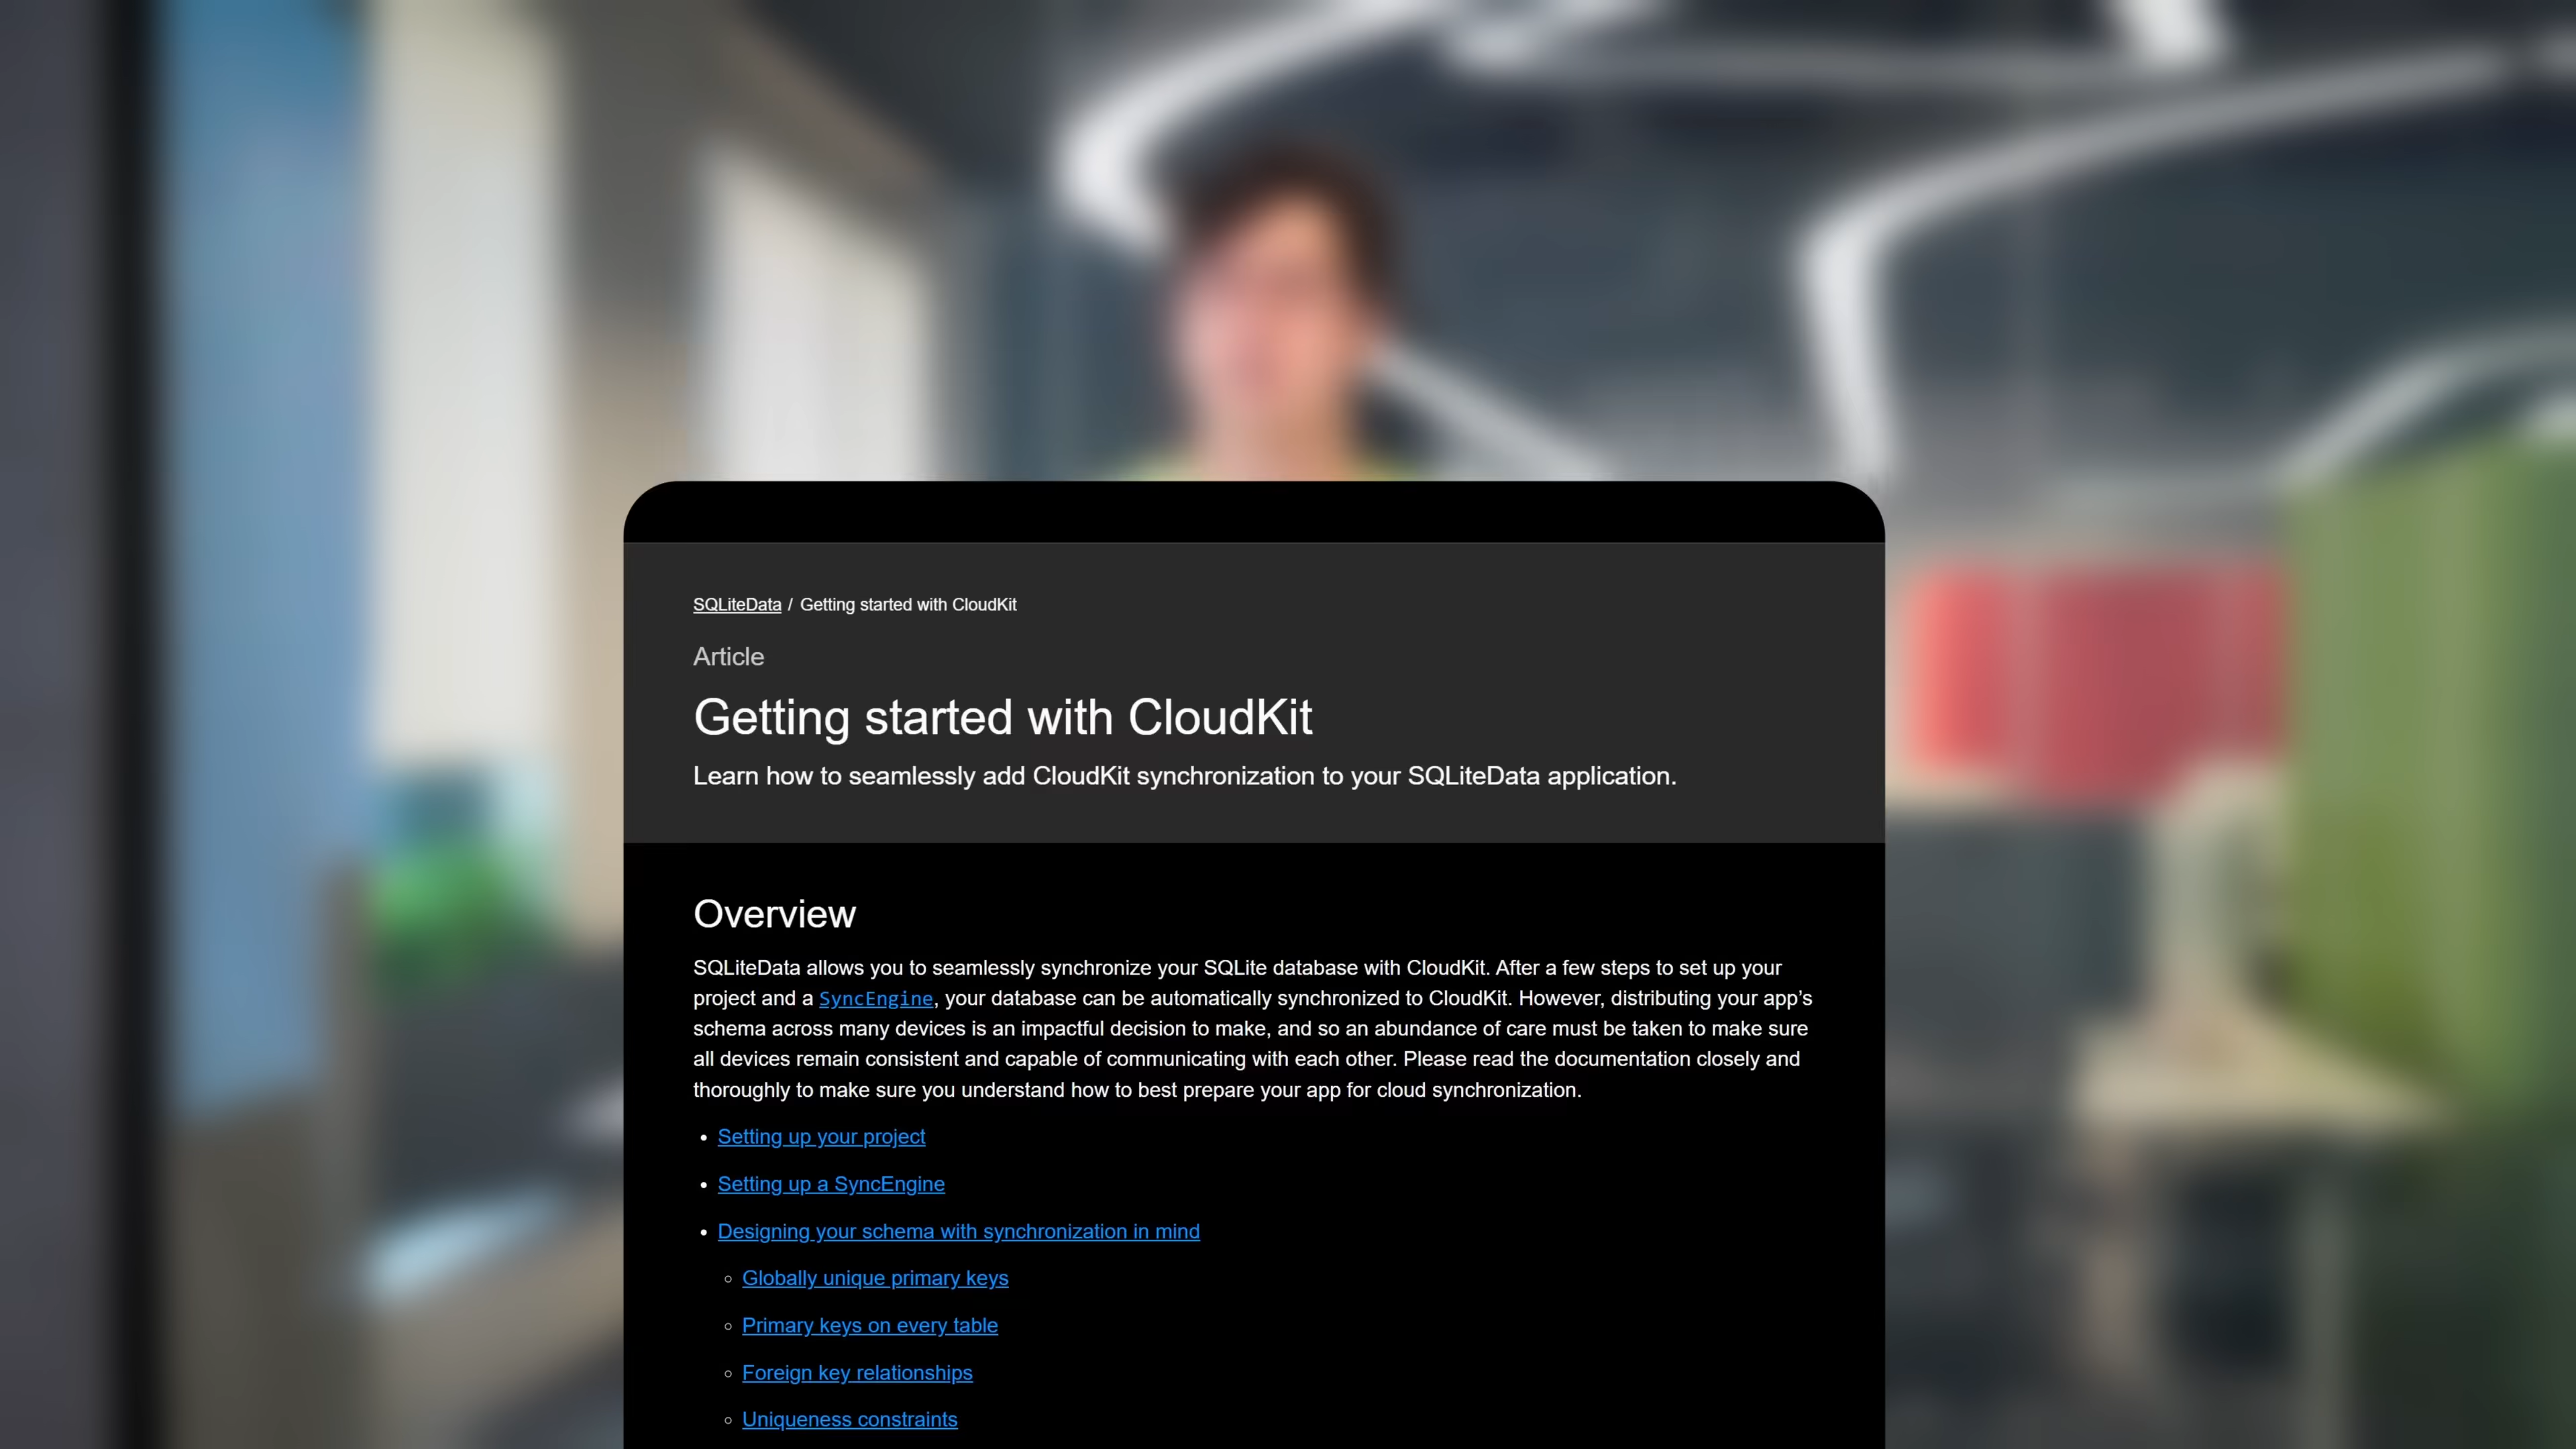 SQLiteData / Getting started with CloudKit
Article
Getting started with CloudKit
Learn how to seamlessly add CloudKit synchronization to your SQLiteData application.
Overview
SQLiteData allows you to seamlessly synchronize your SQLite database with CloudKit. After a few steps to set up your
project and a SyncEngine, your database can be automatically synchronized to CloudKit. However, distributing your app’s
schema across many devices is an impactful decision to make, and so an abundance of care must be taken to make sure
all devices remain consistent and capable of communicating with each other. Please read the documentation closely and
thoroughly to make sure you understand how to best prepare your app for cloud synchronization.
• Setting up your project
• Setting up a SyncEngine
• Designing your schema with synchronization in mind
◦ Globally unique primary keys
◦ Primary keys on every table
◦ Foreign key relationships
◦ Uniqueness constraints